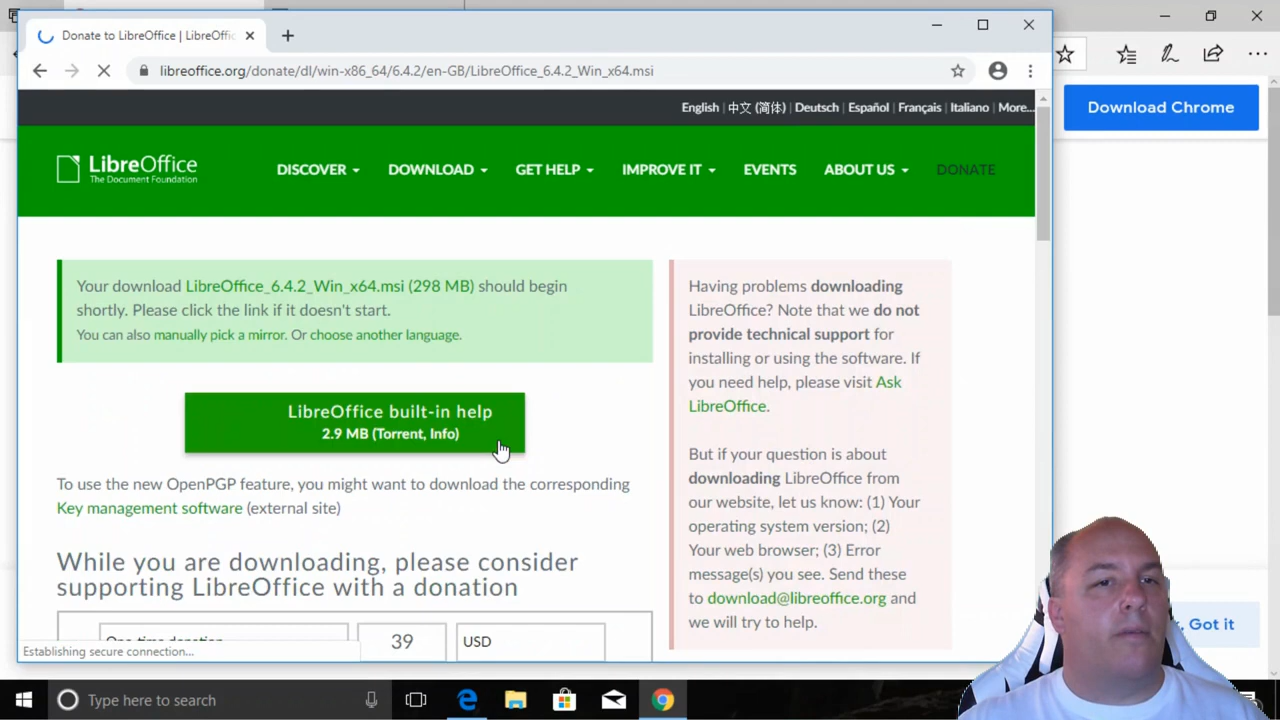 Donate to LibreOffice | LibreOffic
libreoffice.org/donate/dl/win-x86_64/6.4.2/en-GB/LibreOffice_6.4.2_Win_x64.msi
Download Chrome
English | 中文 (简体) | Deutsch | Español | Français | Italiano | More...
LibreOffice
The Document Foundation
DISCOVER DOWNLOAD GET HELP IMPROVE IT EVENTS ABOUT US DONATE
Your download LibreOffice_6.4.2_Win_x64.msi (298 MB) should begin
shortly. Please click the link if it doesn't start.
You can also manually pick a mirror. Or choose another language.
LibreOffice built-in help
2.9 MB (Torrent, Info)
To use the new OpenPGP feature, you might want to download the corresponding
Key management software (external site)
While you are downloading, please consider
supporting LibreOffice with a donation
One-time donation 39 USD
Having problems downloading
LibreOffice? Note that we do not
provide technical support for
installing or using the software. If
you need help, please visit Ask
LibreOffice.
But if your question is about
downloading LibreOffice from
our website, let us know: (1) Your
operating system version; (2)
Your web browser; (3) Error
message(s) you see. Send these
to download@libreoffice.org and
we will try to help.
Got it
Establishing secure connection...
Type here to search